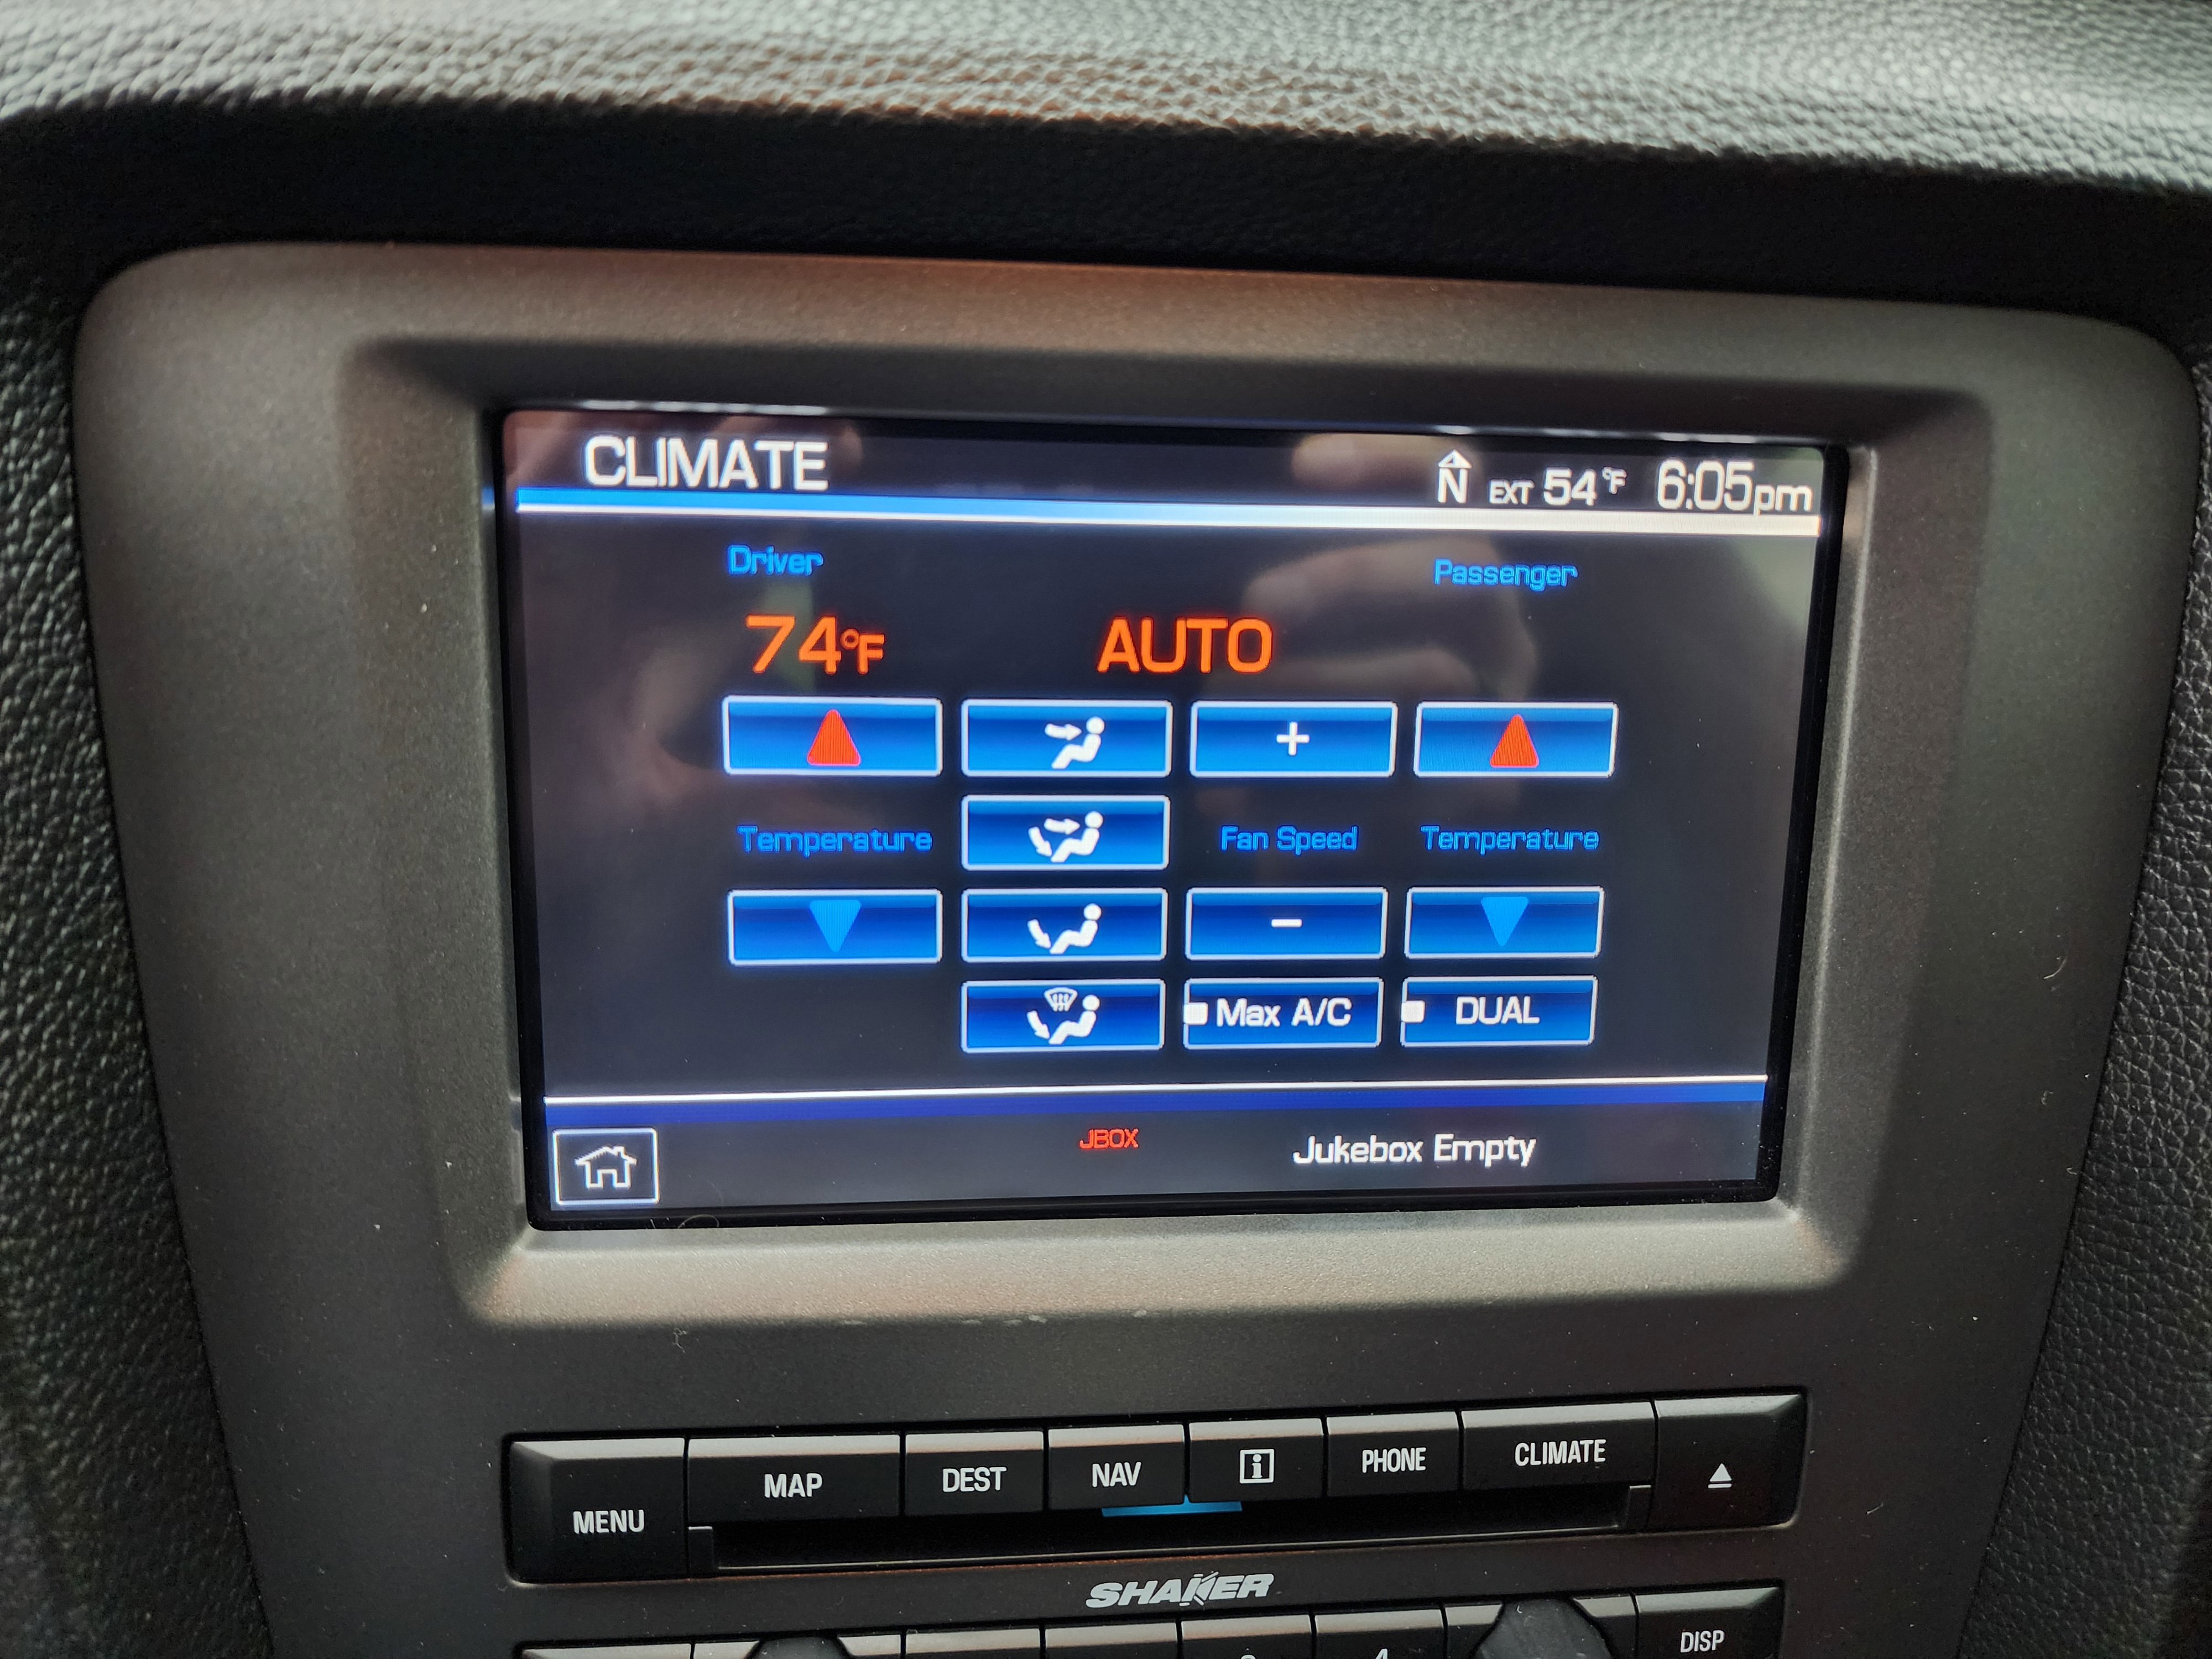 CLIMATE
N EXT 54°F 6:05pm
Driver Passenger
74°F AUTO
+
Temperature Fan Speed Temperature
−
Max A/C DUAL
JBOX Jukebox Empty
MENU MAP DEST NAV i PHONE CLIMATE
SHAKER
DISP